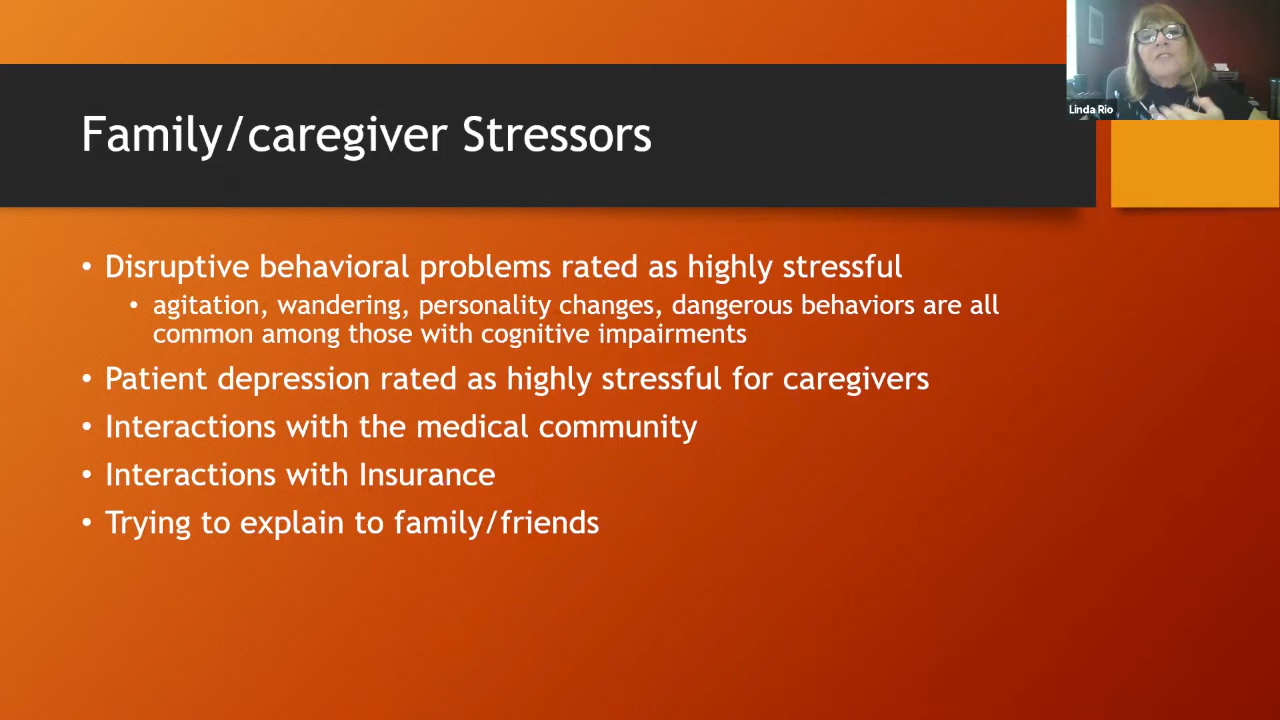 Linda Rio
Family/caregiver Stressors
• Disruptive behavioral problems rated as highly stressful
• agitation, wandering, personality changes, dangerous behaviors are all
common among those with cognitive impairments
• Patient depression rated as highly stressful for caregivers
• Interactions with the medical community
• Interactions with Insurance
• Trying to explain to family/friends